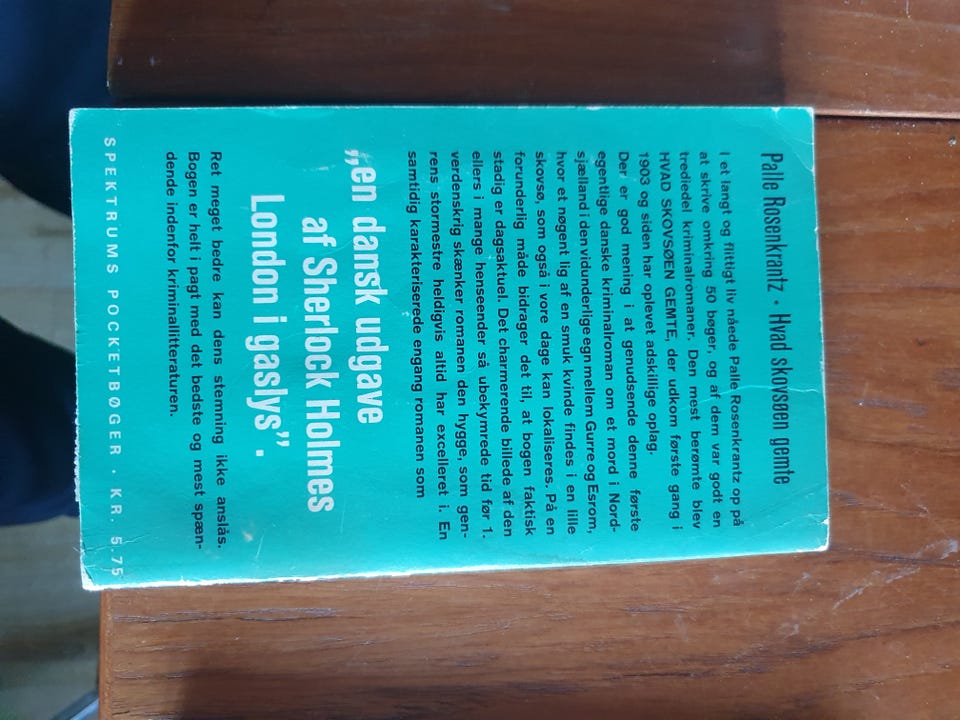 Palle Rosenkrantz · Hvad skovsøen gemte
I et langt og flittigt liv nåede Palle Rosenkrantz op på
at skrive omkring 50 bøger, og af dem var godt en
trediedel kriminalromaner. Den mest berømte blev
HVAD SKOVSØEN GEMTE, der udkom første gang i
1903 og siden har oplevet adskillige oplag.
Der er god mening i at genudsende denne første
egentlige danske kriminalroman om et mord i Nord-
sjælland i den vidunderlige egn mellem Gurre og Esrom,
hvor et nøgent lig af en smuk kvinde findes i en lille
skovsø, som også i vore dage kan lokaliseres. På en
forunderlig måde bidrager det til, at bogen faktisk
stadig er dagsaktuel. Det charmerende billede af den
ellers i mange henseender så ubekymrede tid før 1.
verdenskrig skænker romanen den hygge, som gen-
rens stormestre heldigvis altid har excelleret i. En
samtidig karakteriserede engang romanen som
„en dansk udgave
af Sherlock Holmes
London i gaslys”.
Ret meget bedre kan dens stemning ikke anslås.
Bogen er helt i pagt med det bedste og mest spæn-
dende indenfor kriminallitteraturen.
SPEKTRUMS POCKETBØGER · KR. 5,75